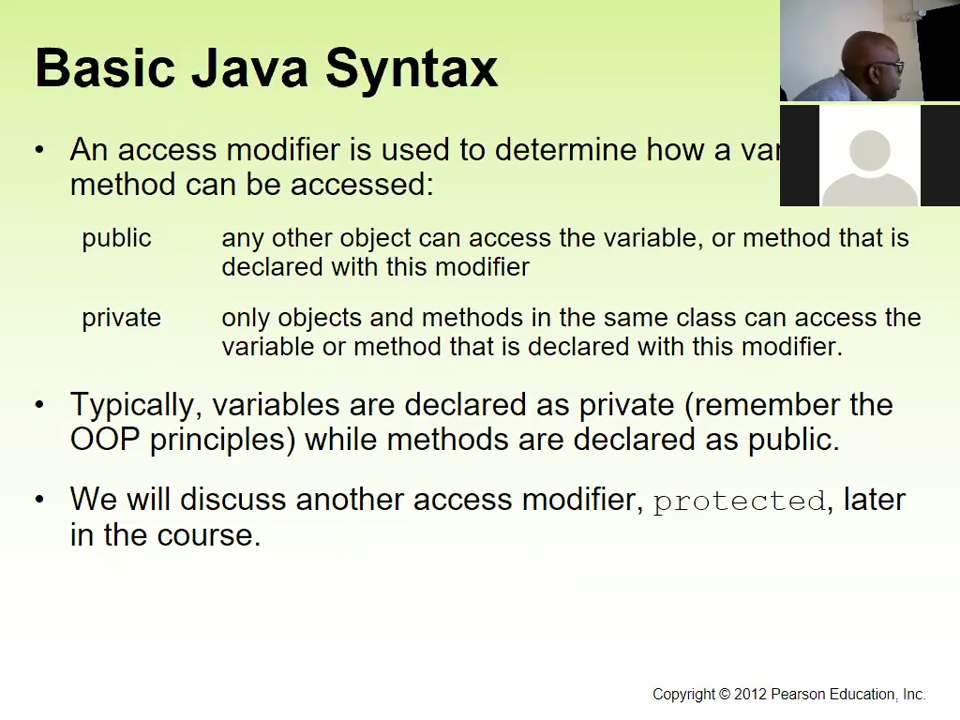 Basic Java Syntax
• An access modifier is used to determine how a
method can be accessed:
public any other object can access the variable, or method that is
declared with this modifier
private only objects and methods in the same class can access the
variable or method that is declared with this modifier.
• Typically, variables are declared as private (remember the
OOP principles) while methods are declared as public.
• We will discuss another access modifier, protected, later
in the course.
Copyright © 2012 Pearson Education, Inc.